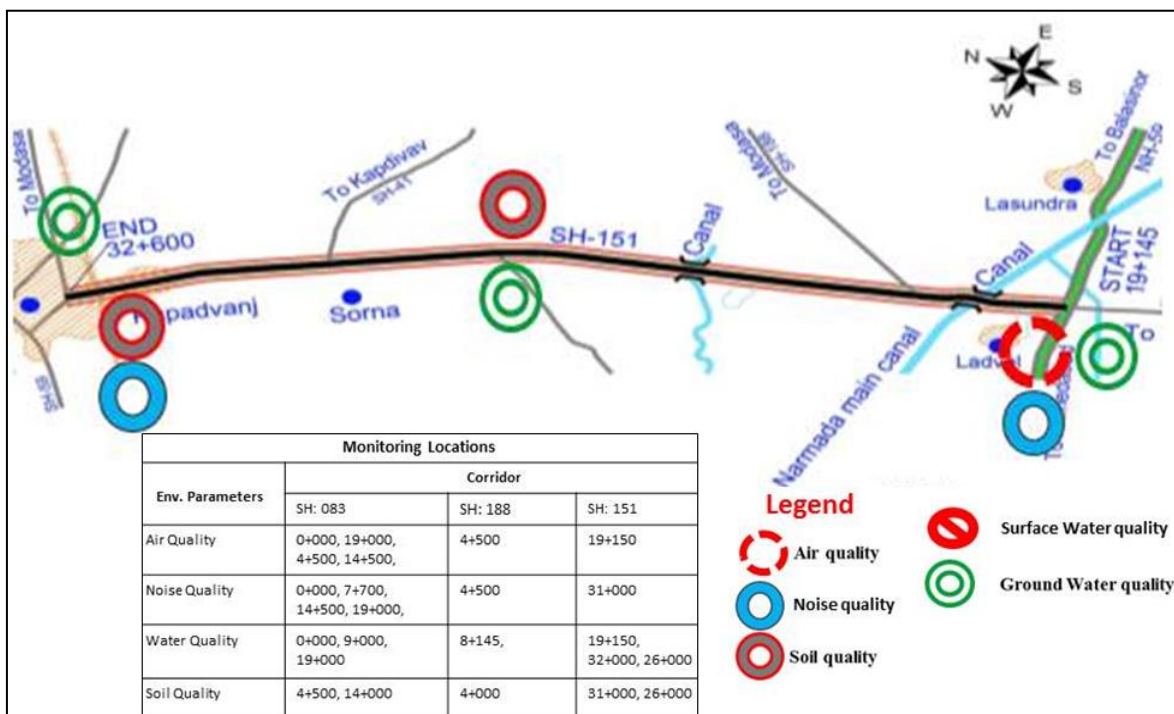 E
N
S
W
To Modasa
END
32+600
To Kapdivav
SH-41
SH-151
Canal
To Modasa
SH-188
Canal
Lasundra
To Balasinor
START
19+145
Sorna
Narmada main canal
To
Monitoring Locations
Env. Parameters
Corridor
SH: 083
SH: 188
SH: 151
Air Quality
0+000, 19+000,
4+500, 14+500,
4+500
19+150
Noise Quality
0+000, 7+700,
14+500, 19+000,
4+500
31+000
Water Quality
0+000, 9+000,
19+000
8+145,
19+150,
32+000, 26+000
Soil Quality
4+500, 14+000
4+000
31+000, 26+000
Legend
Air quality
Noise quality
Soil quality
Surface Water quality
Ground Water quality